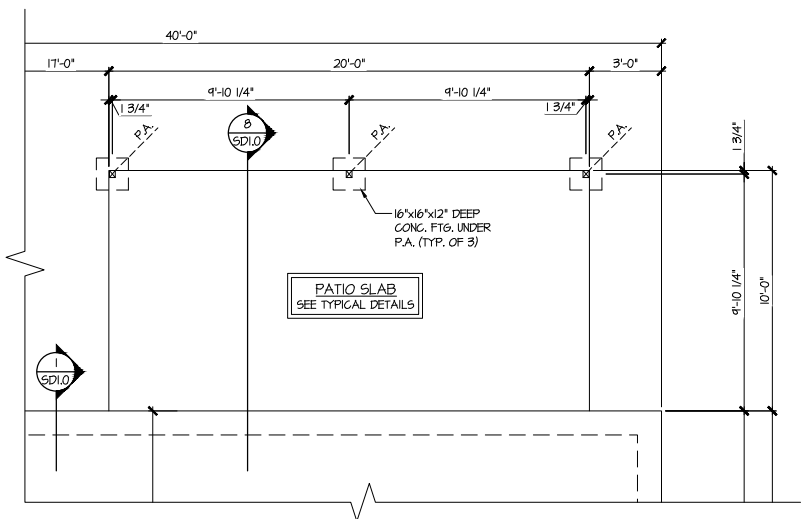 40'-0"
17'-0"
20'-0"
3'-0"
9'-10 1/4"
9'-10 1/4"
1 3/4"
1 3/4"
P.A.
8
SD1.0
P.A.
P.A.
1 3/4"
16"x16"x12" DEEP
CONC. FTG. UNDER
P.A. (TYP. OF 3)
PATIO SLAB
SEE TYPICAL DETAILS
9'-10 1/4"
10'-0"
1
SD1.0